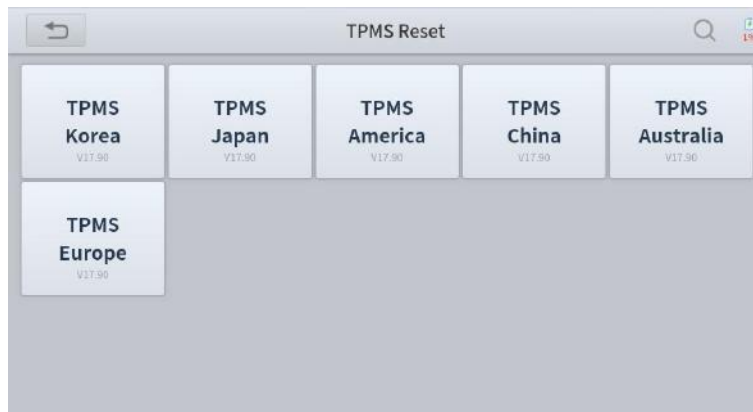 TPMS Reset
TPMS
Korea
V17.90
TPMS
Japan
V17.90
TPMS
America
V17.90
TPMS
China
V17.90
TPMS
Australia
V17.90
TPMS
Europe
V17.90